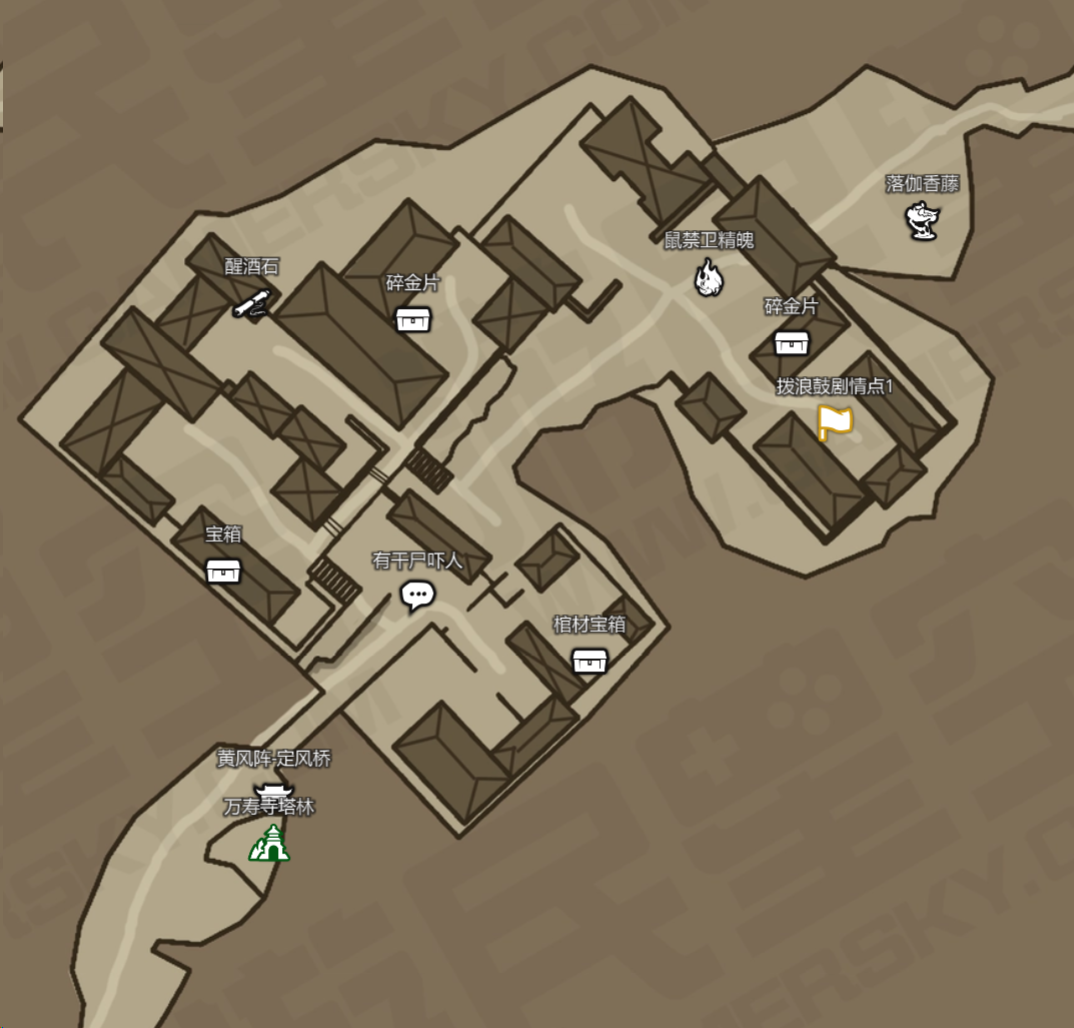 落伽香藤
鼠禁卫精魄
醒酒石
碎金片
碎金片
拨浪鼓剧情点1
宝箱
有干尸吓人
棺材宝箱
黄风阵-定风桥
万寿寺塔林